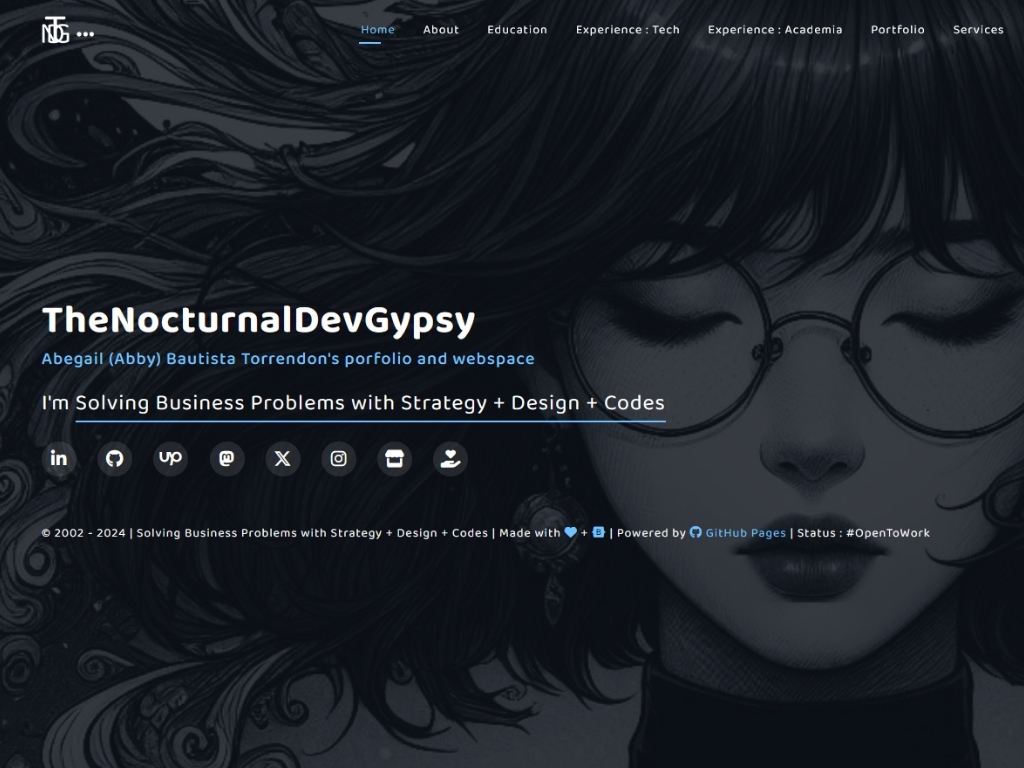 Home About Education Experience : Tech Experience : Academia Portfolio Services
TheNocturnalDevGypsy
Abegail (Abby) Bautista Torrendon's porfolio and webspace
I'm Solving Business Problems with Strategy + Design + Codes
in up X
© 2002 - 2024 | Solving Business Problems with Strategy + Design + Codes | Made with + B | Powered by GitHub Pages | Status : #OpenToWork